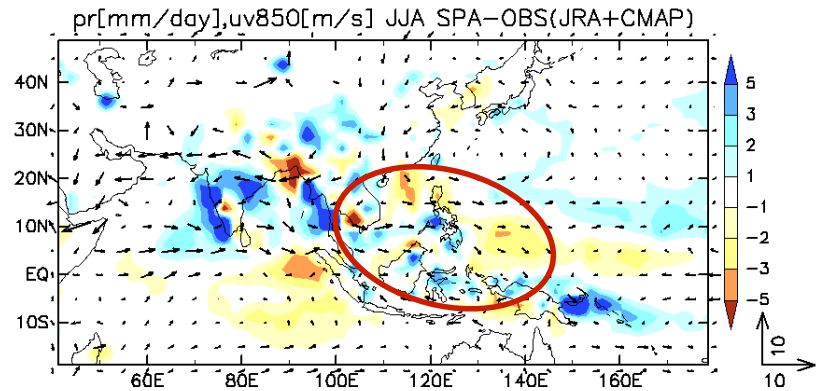 pr[mm/day],uv850[m/s] JJA SPA-OBS(JRA+CMAP)
40N
30N
20N
10N
EQ
10S
60E 80E 100E 120E 140E 160E
5
3
2
1
-1
-2
-3
-5
10
10